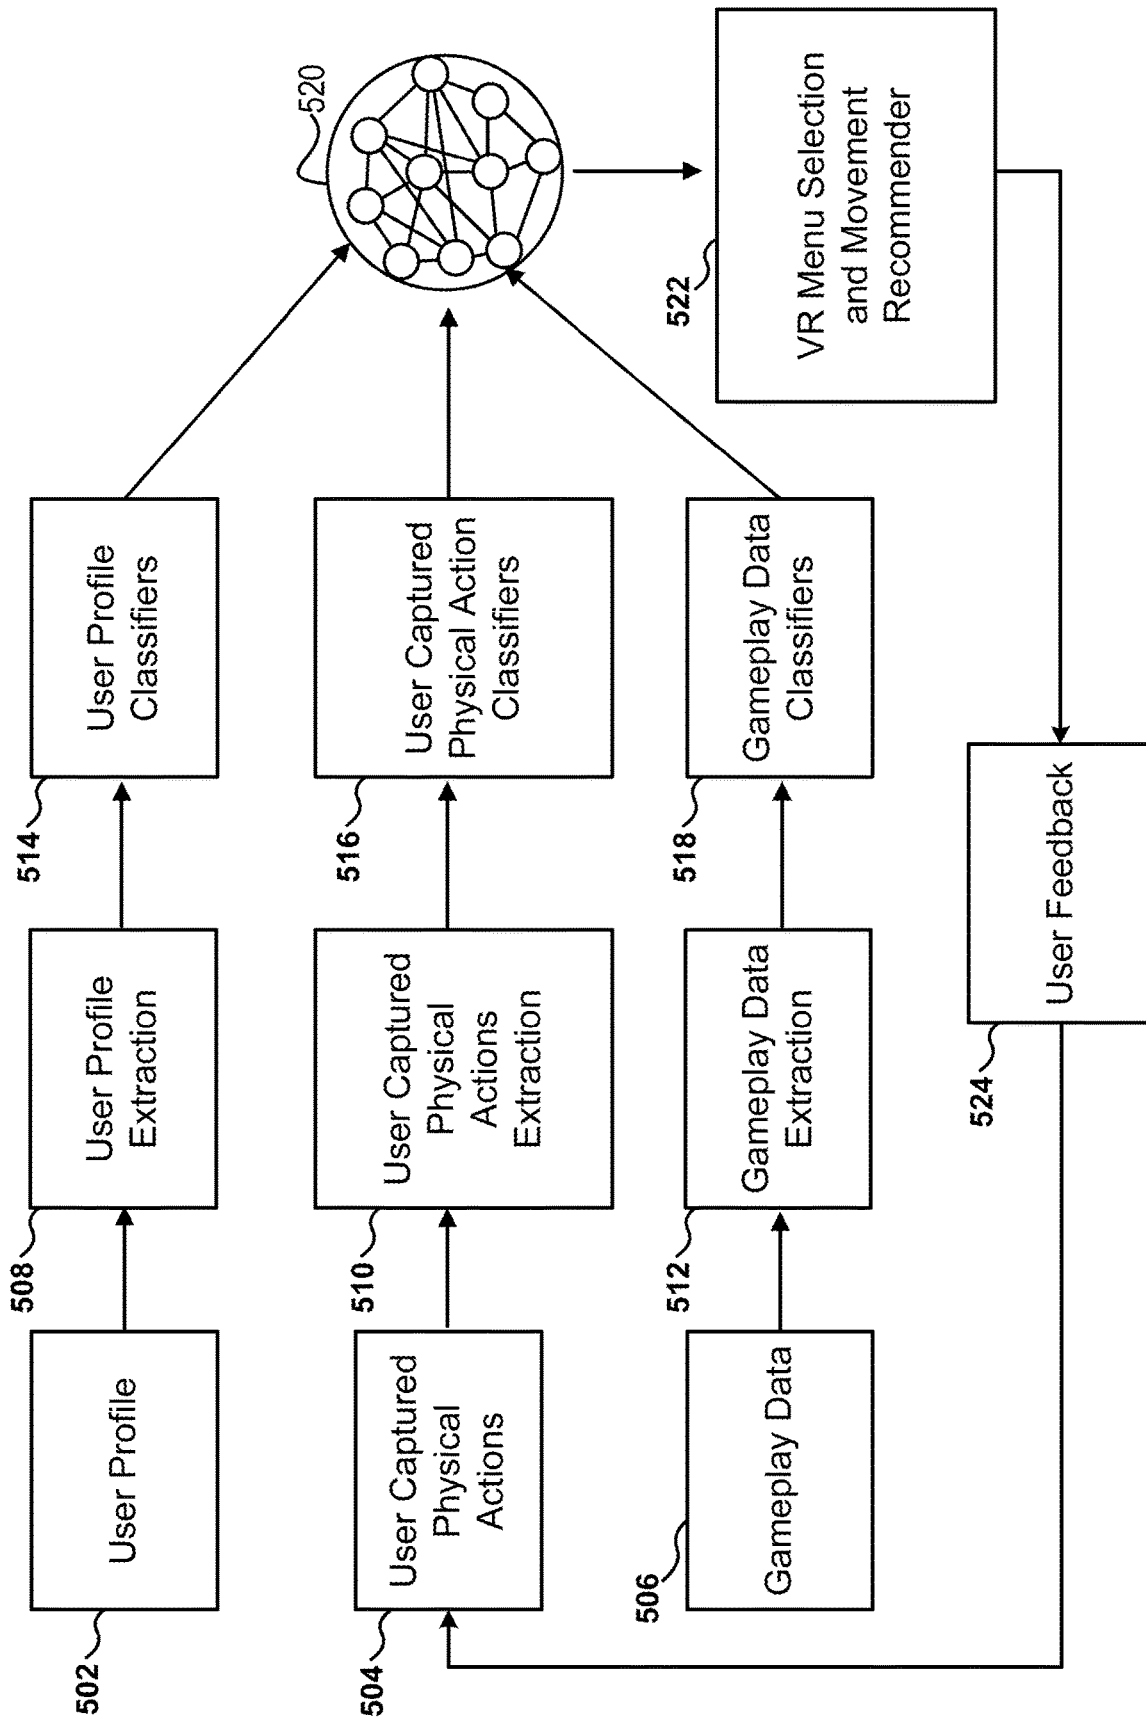 502
User Profile
508
User Profile
Extraction
514
User Profile
Classifiers
504
User Captured
Physical
Actions
510
User Captured
Physical
Actions
Extraction
516
User Captured
Physical Action
Classifiers
520
506
Gameplay Data
512
Gameplay Data
Extraction
518
Gameplay Data
Classifiers
522
VR Menu Selection
and Movement
Recommender
524
User Feedback